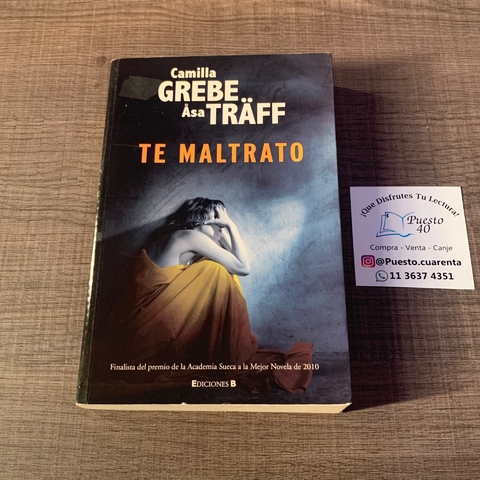 Camilla
GREBE
Åsa TRÄFF
TE MALTRATO
Finalista del premio de la Academia Sueca a la Mejor Novela de 2010
EDICIONES B
¡Que Disfrutes Tu Lectura!
Puesto
40
Compra - Venta - Canje
@Puesto.cuarenta
11 3637 4351